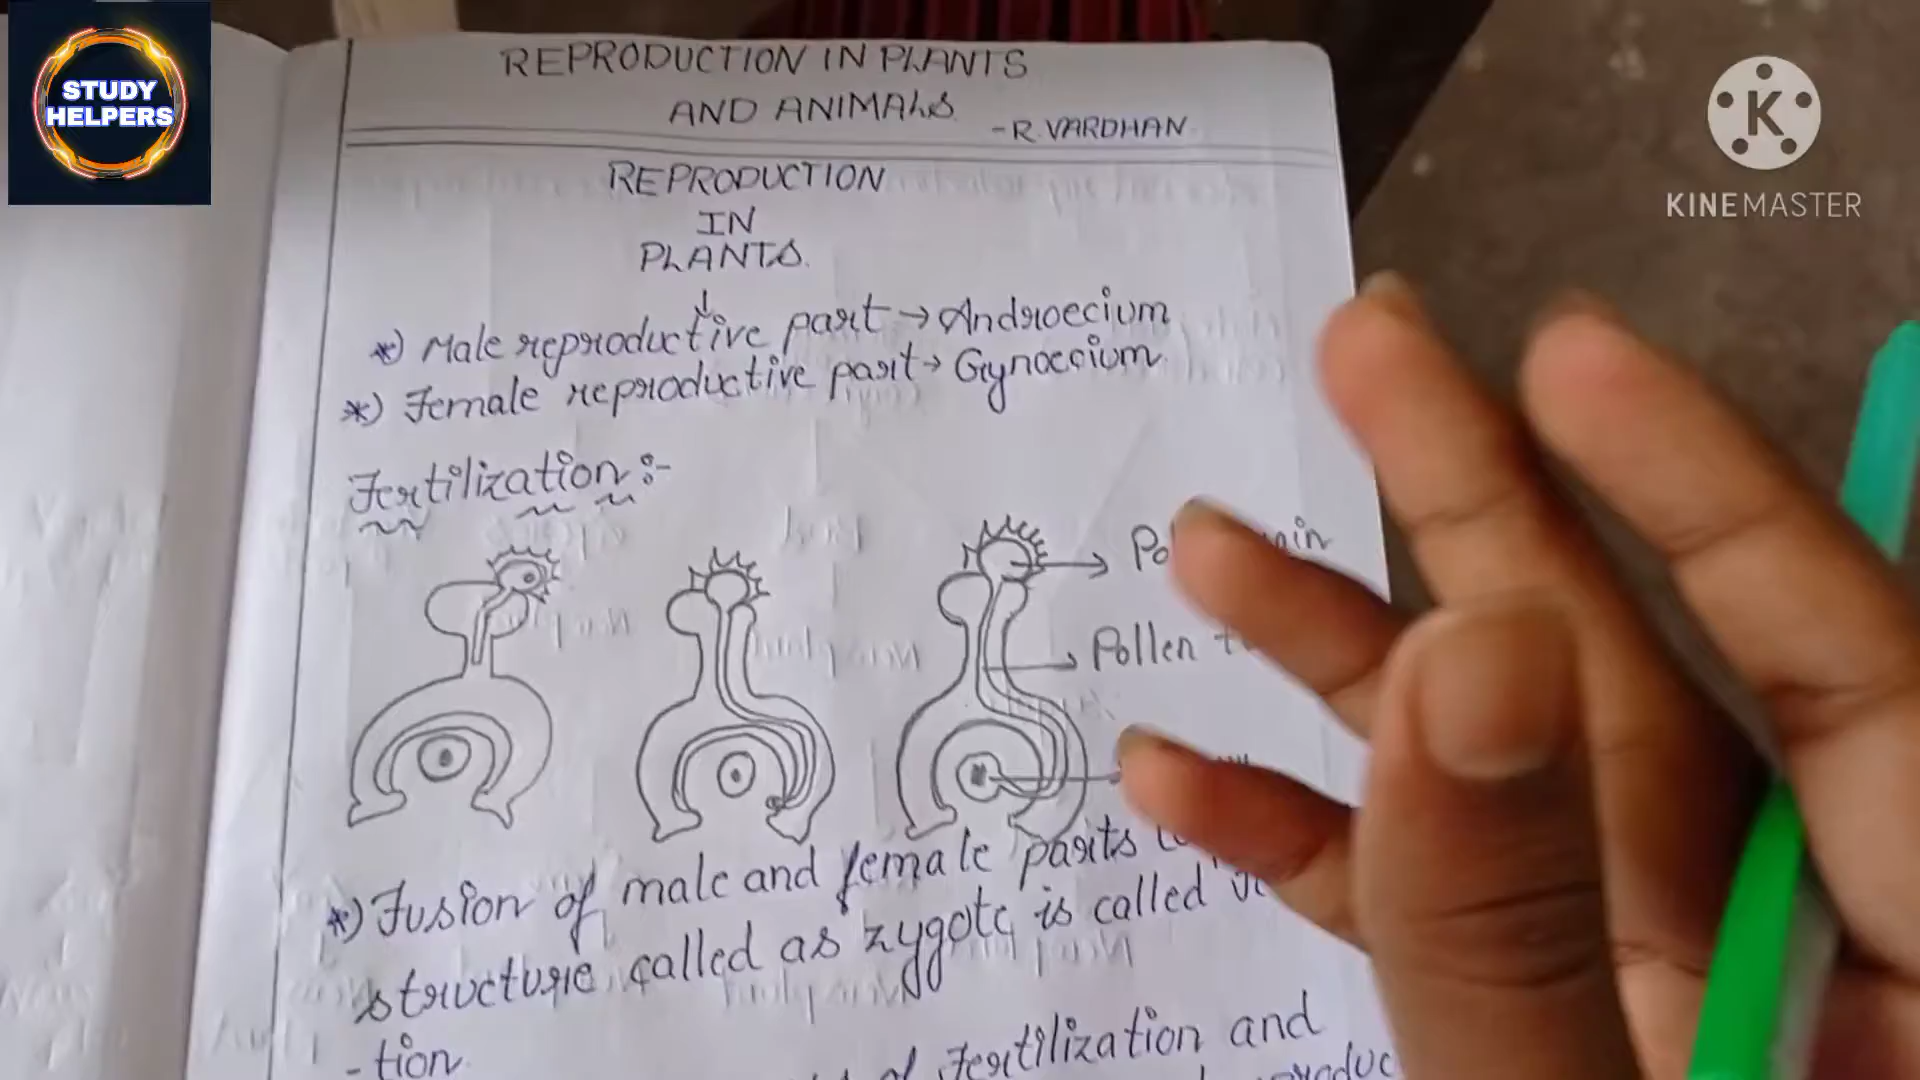 STUDY
HELPERS
KINEMASTER
REPRODUCTION IN PLANTS
AND ANIMALS
-R.VARDHAN
REPRODUCTION
IN
PLANTS.
*) Male reproductive part → Androecium
*) Female reproductive part → Gynoecium
Fertilization :-
Pollen
*) Fusion of male and female parts
structure called as zygote is called
-tion
of fertilization and